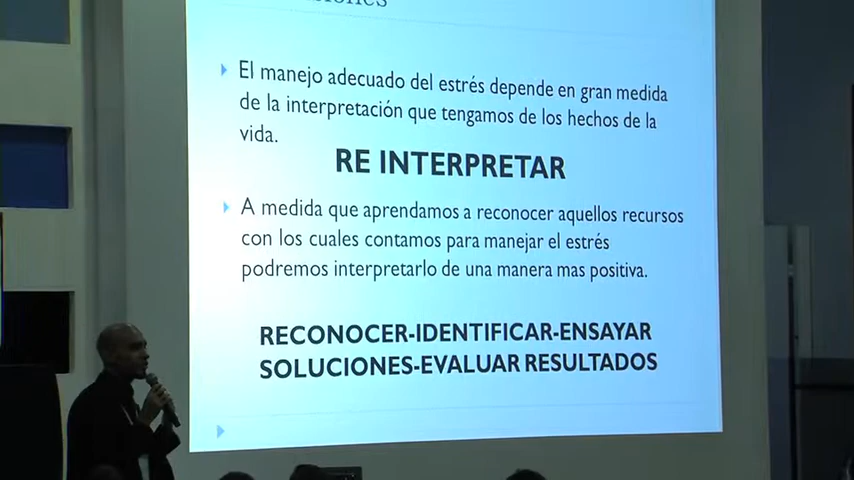 El manejo adecuado del estrés depende en gran medida
de la interpretación que tengamos de los hechos de la
vida.
RE INTERPRETAR
A medida que aprendamos a reconocer aquellos recursos
con los cuales contamos para manejar el estrés
podremos interpretarlo de una manera mas positiva.
RECONOCER-IDENTIFICAR-ENSAYAR
SOLUCIONES-EVALUAR RESULTADOS